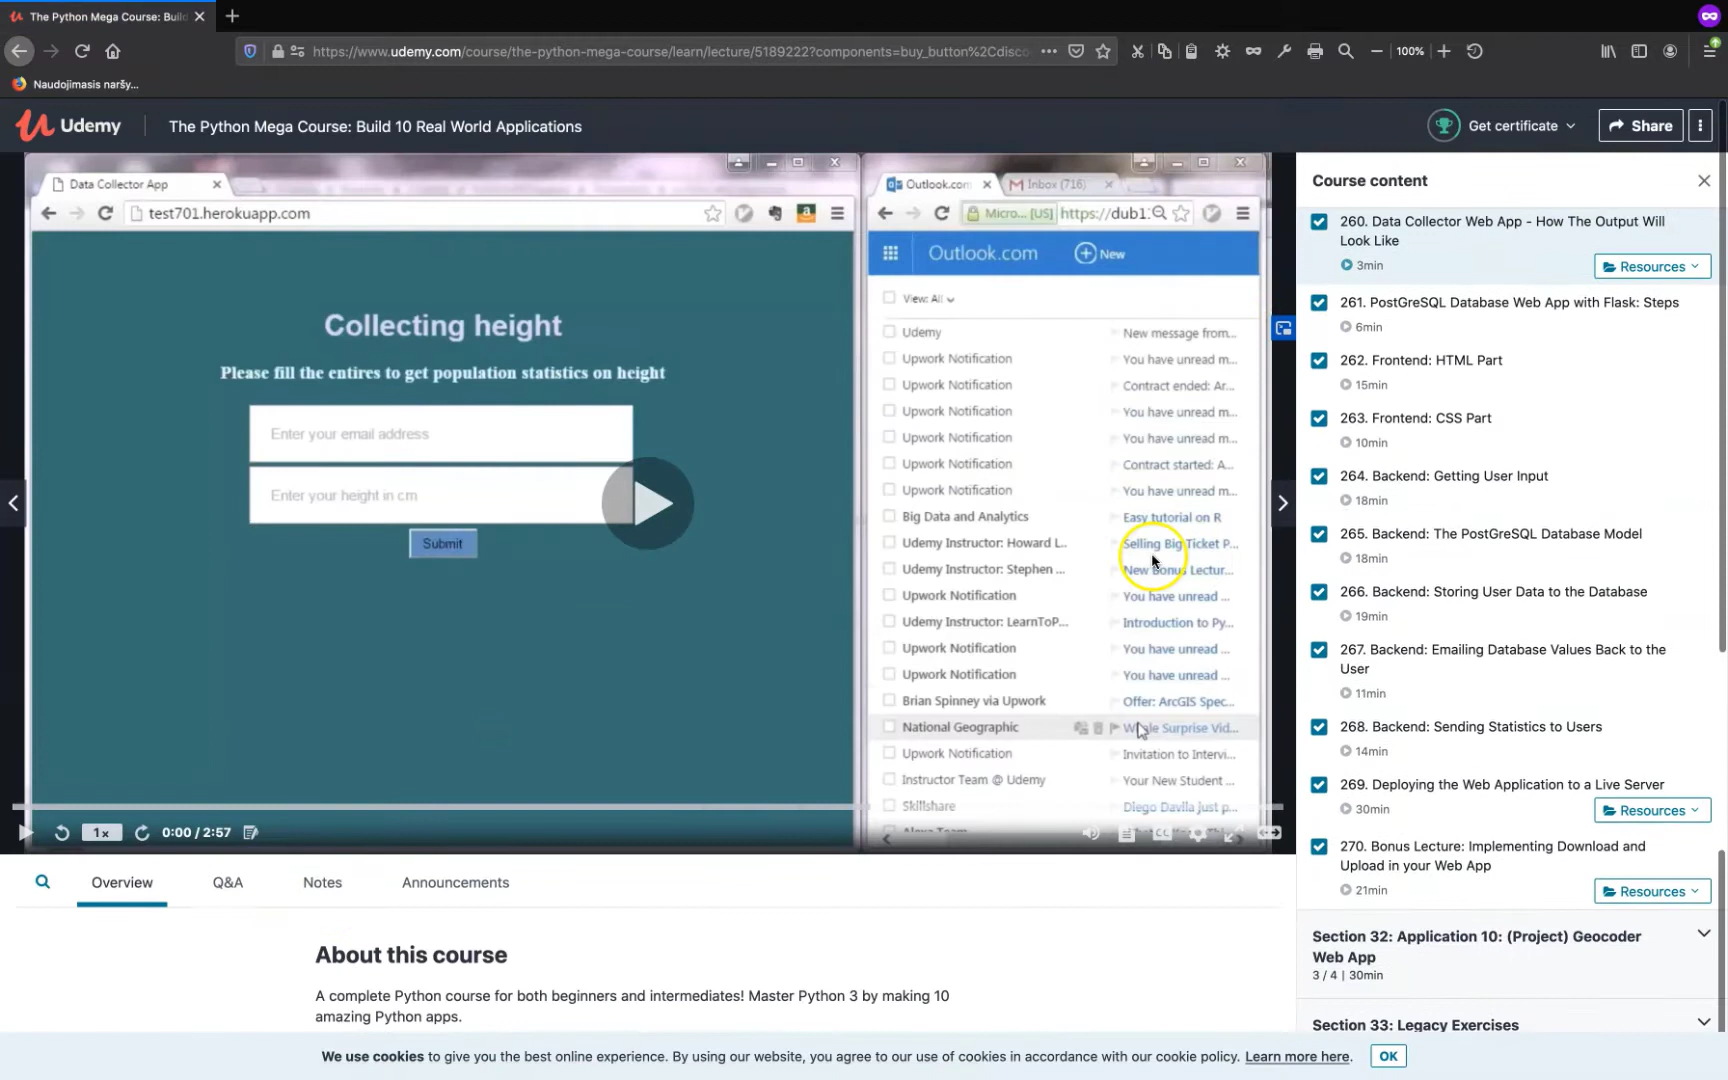 The Python Mega Course: Build
https://www.udemy.com/course/the-python-mega-course/learn/lecture/5189222?components=buy_button%2Cdisco
100%
Naudojimasis naršy...
Udemy
The Python Mega Course: Build 10 Real World Applications
Get certificate
Share
Data Collector App
test701.herokuapp.com
Collecting height
Please fill the entires to get population statistics on height
Enter your email address
Enter your height in cm
Submit
Outlook.com
Inbox (716)
Micro... [US]
https://dub1
Outlook.com
New
View: All
Udemy New message from...
Upwork Notification You have unread m...
Upwork Notification Contract ended: Ar...
Upwork Notification You have unread m...
Upwork Notification You have unread m...
Upwork Notification Contract started: A...
Upwork Notification You have unread m...
Big Data and Analytics Easy tutorial on R
Udemy Instructor: Howard L... Selling Big Ticket P...
Udemy Instructor: Stephen ... New Bonus Lectur...
Upwork Notification You have unread ...
Udemy Instructor: LearnToP... Introduction to Py...
Upwork Notification You have unread ...
Upwork Notification You have unread ...
Brian Spinney via Upwork Offer: ArcGIS Spec...
National Geographic Surprise Vid...
Upwork Notification Invitation to Intervi...
Instructor Team @ Udemy Your New Student ...
Skillshare Diego Davila just p...
Alexa Team
1x
0:00 / 2:57
CC
Course content
260. Data Collector Web App - How The Output Will
Look Like
3min
Resources
261. PostGreSQL Database Web App with Flask: Steps
6min
262. Frontend: HTML Part
15min
263. Frontend: CSS Part
10min
264. Backend: Getting User Input
18min
265. Backend: The PostGreSQL Database Model
18min
266. Backend: Storing User Data to the Database
19min
267. Backend: Emailing Database Values Back to the
User
11min
268. Backend: Sending Statistics to Users
14min
269. Deploying the Web Application to a Live Server
30min
Resources
270. Bonus Lecture: Implementing Download and
Upload in your Web App
21min
Resources
Section 32: Application 10: (Project) Geocoder
Web App
3 / 4 | 30min
Section 33: Legacy Exercises
Overview
Q&A
Notes
Announcements
About this course
A complete Python course for both beginners and intermediates! Master Python 3 by making 10
amazing Python apps.
We use cookies to give you the best online experience. By using our website, you agree to our use of cookies in accordance with our cookie policy. Learn more here.
OK